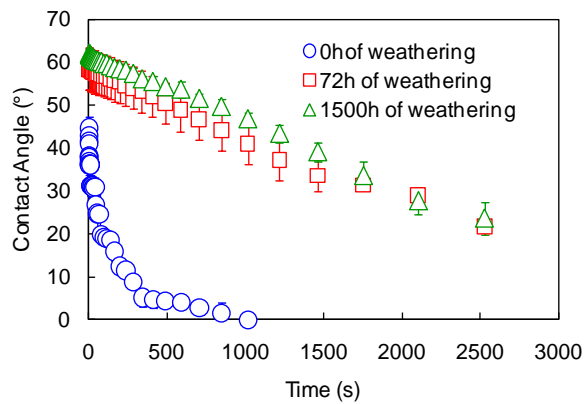 70
60
50
40
30
20
10
0
Contact Angle (°)
0hof weathering
72h of weathering
1500h of weathering
0 500 1000 1500 2000 2500 3000
Time (s)